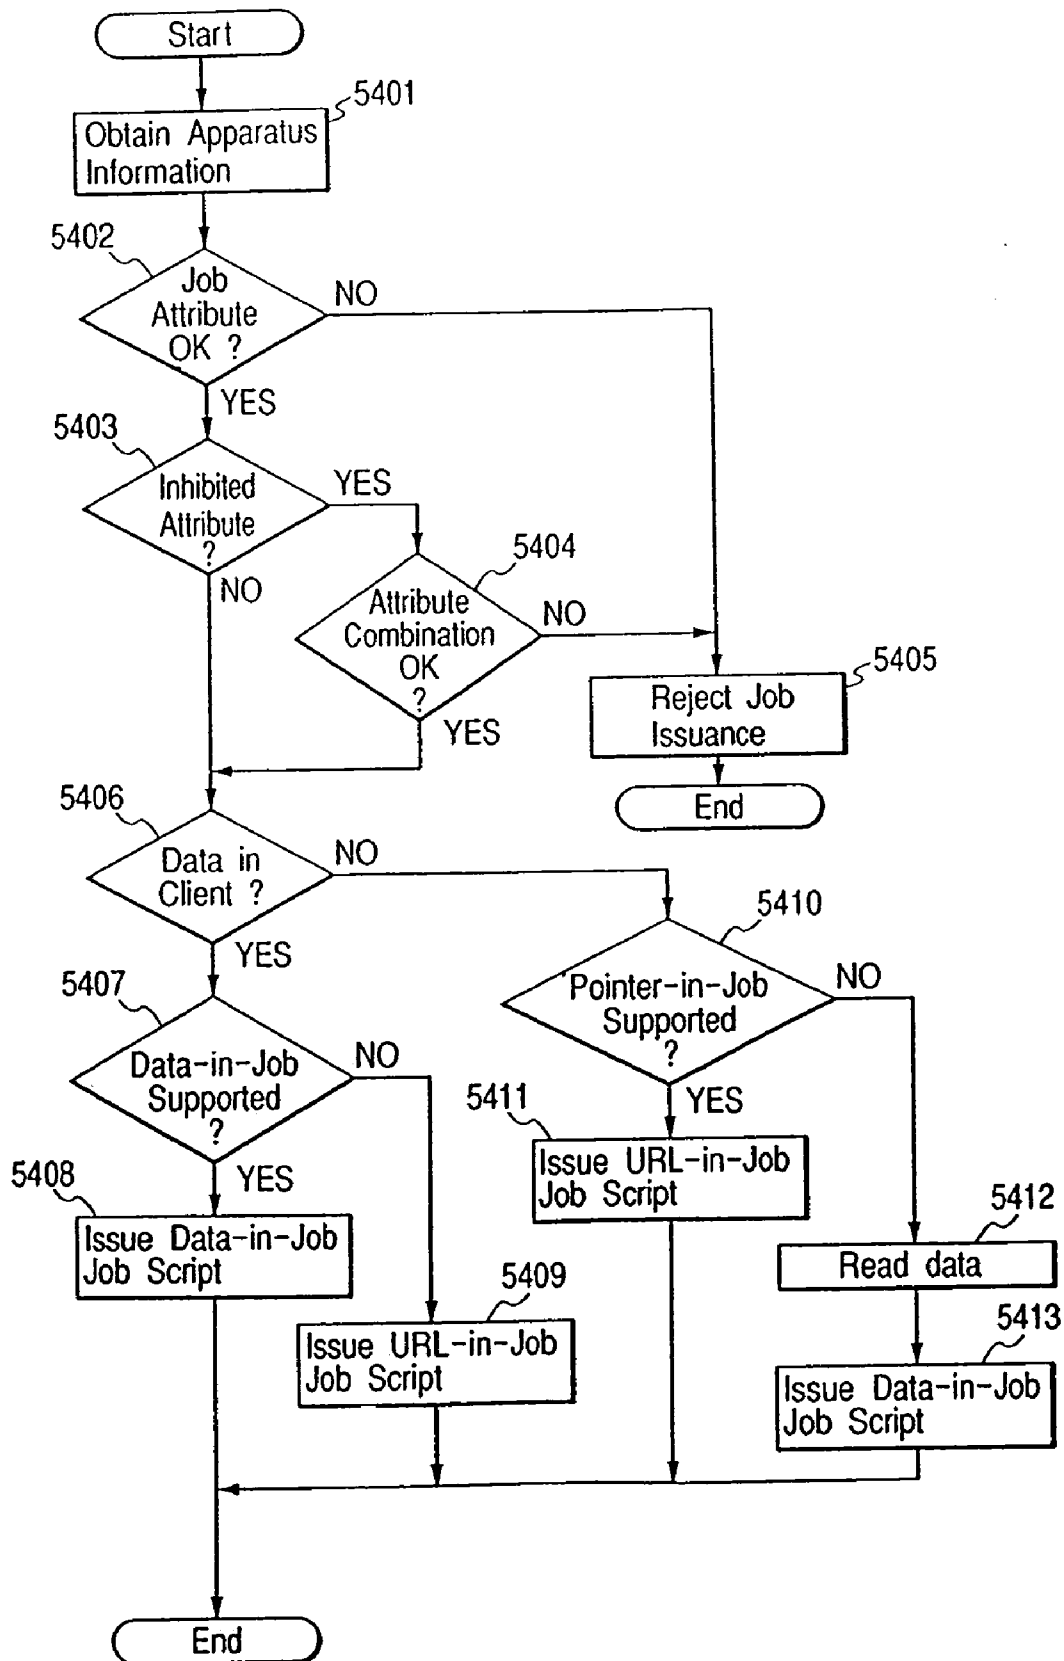 Start
5401
Obtain Apparatus
Information
5402
Job
Attribute
OK ?
NO
YES
5403
Inhibited
Attribute
?
YES
NO
5404
Attribute
Combination
OK
?
NO
YES
5405
Reject Job
Issuance
End
5406
Data in
Client ?
NO
YES
5410
Pointer-in-Job
Supported
?
NO
YES
5407
Data-in-Job
Supported
?
NO
YES
5411
Issue URL-in-Job
Job Script
5408
Issue Data-in-Job
Job Script
5412
Read data
5409
Issue URL-in-Job
Job Script
5413
Issue Data-in-Job
Job Script
End